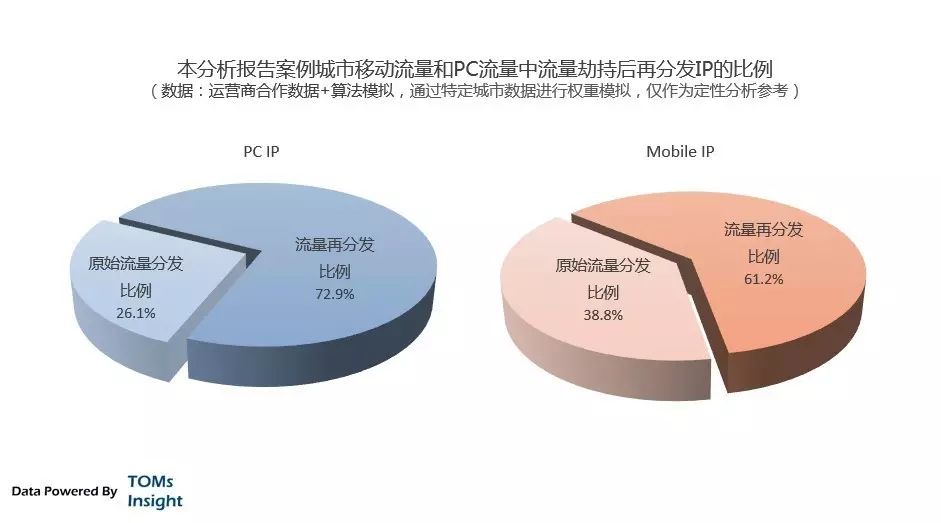 本分析报告案例城市移动流量和PC流量中流量劫持后再分发IP的比例
（数据：运营商合作数据+算法模拟，通过特定城市数据进行权重模拟，仅作为定性分析参考）
PC IP
原始流量分发
比例
26.1%
流量再分发
比例
72.9%
Mobile IP
原始流量分发
比例
38.8%
流量再分发
比例
61.2%
Data Powered By
TOMs
Insight